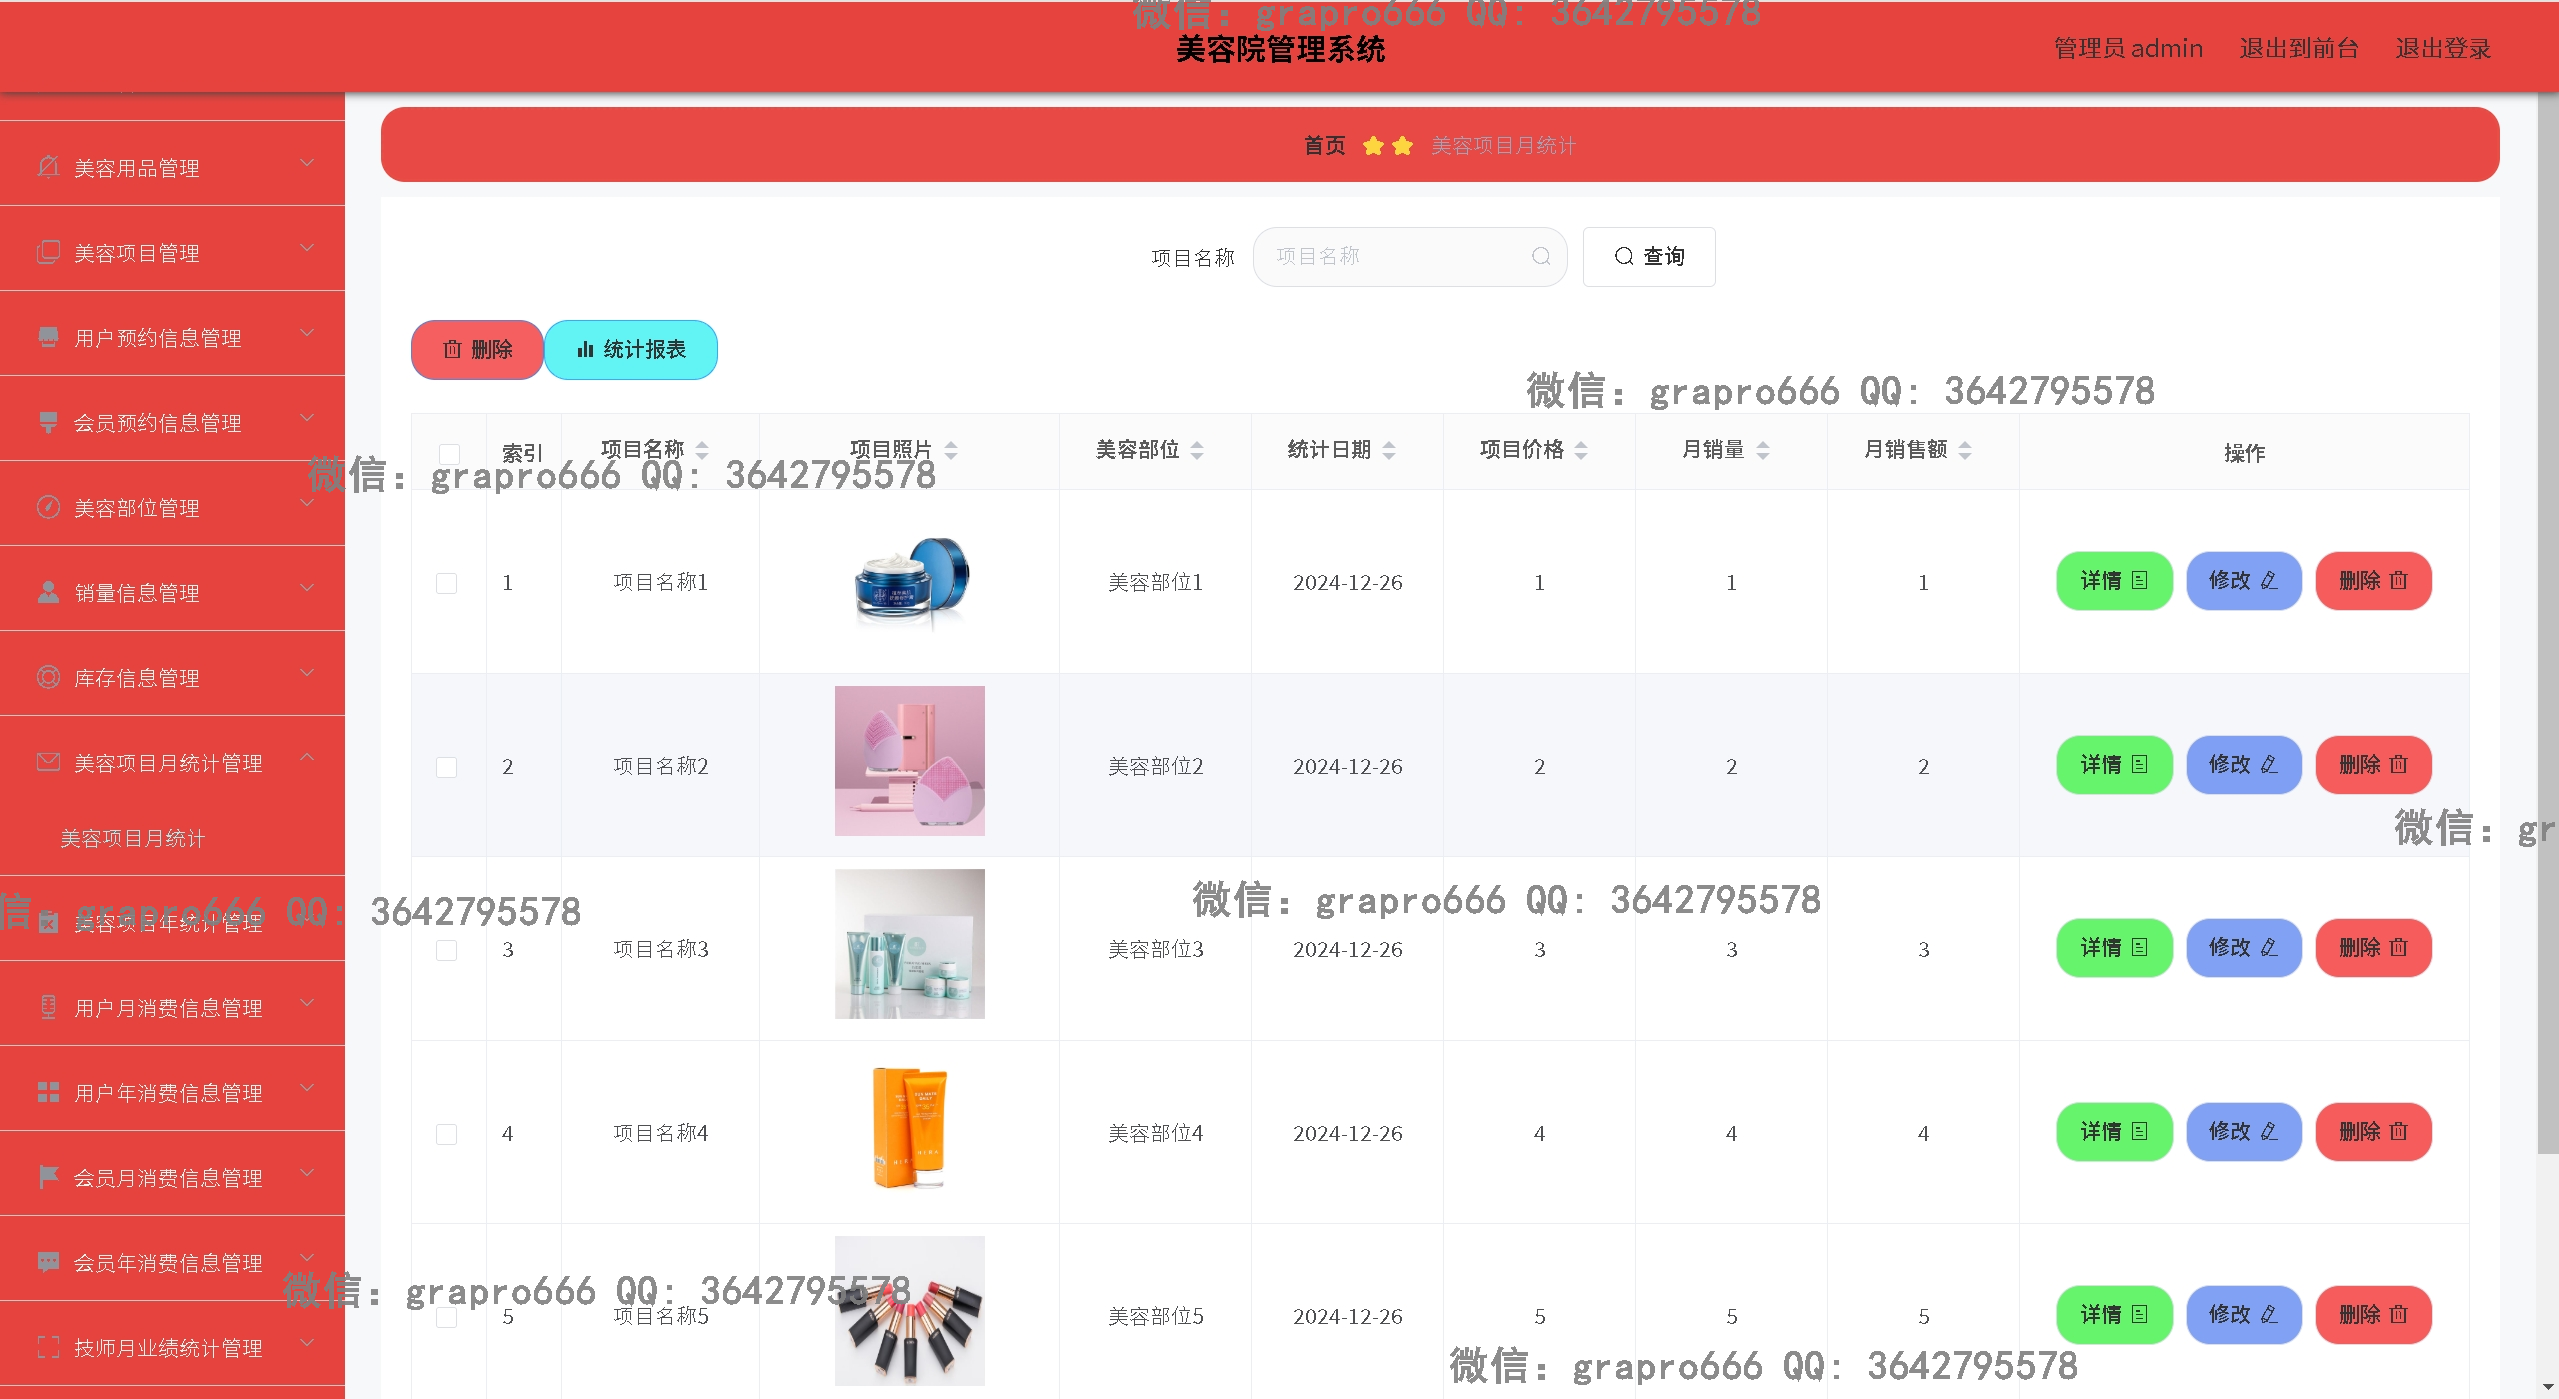 微信: grapro666 QQ: 3642795578
美容院管理系统
管理员 admin 退出到前台 退出登录
首页 美容项目月统计
美容用品管理
美容项目管理
用户预约信息管理
会员预约信息管理
美容部位管理
销量信息管理
库存信息管理
美容项目月统计管理
美容项目月统计
美容项目年统计管理
用户月消费信息管理
用户年消费信息管理
会员月消费信息管理
会员年消费信息管理
技师月业绩统计管理
项目名称 项目名称 查询
删除 统计报表
微信: grapro666 QQ: 3642795578
索引 项目名称 项目照片 美容部位 统计日期 项目价格 月销量 月销售额 操作
微信: grapro666 QQ: 3642795578
1 项目名称1 美容部位1 2024-12-26 1 1 1 详情 修改 删除
2 项目名称2 美容部位2 2024-12-26 2 2 2 详情 修改 删除
微信: gr
微信: grapro666 QQ: 3642795578
信: grapro666 QQ: 3642795578
3 项目名称3 美容部位3 2024-12-26 3 3 3 详情 修改 删除
4 项目名称4 美容部位4 2024-12-26 4 4 4 详情 修改 删除
微信: grapro666 QQ: 3642795578
5 项目名称5 美容部位5 2024-12-26 5 5 5 详情 修改 删除
微信: grapro666 QQ: 3642795578